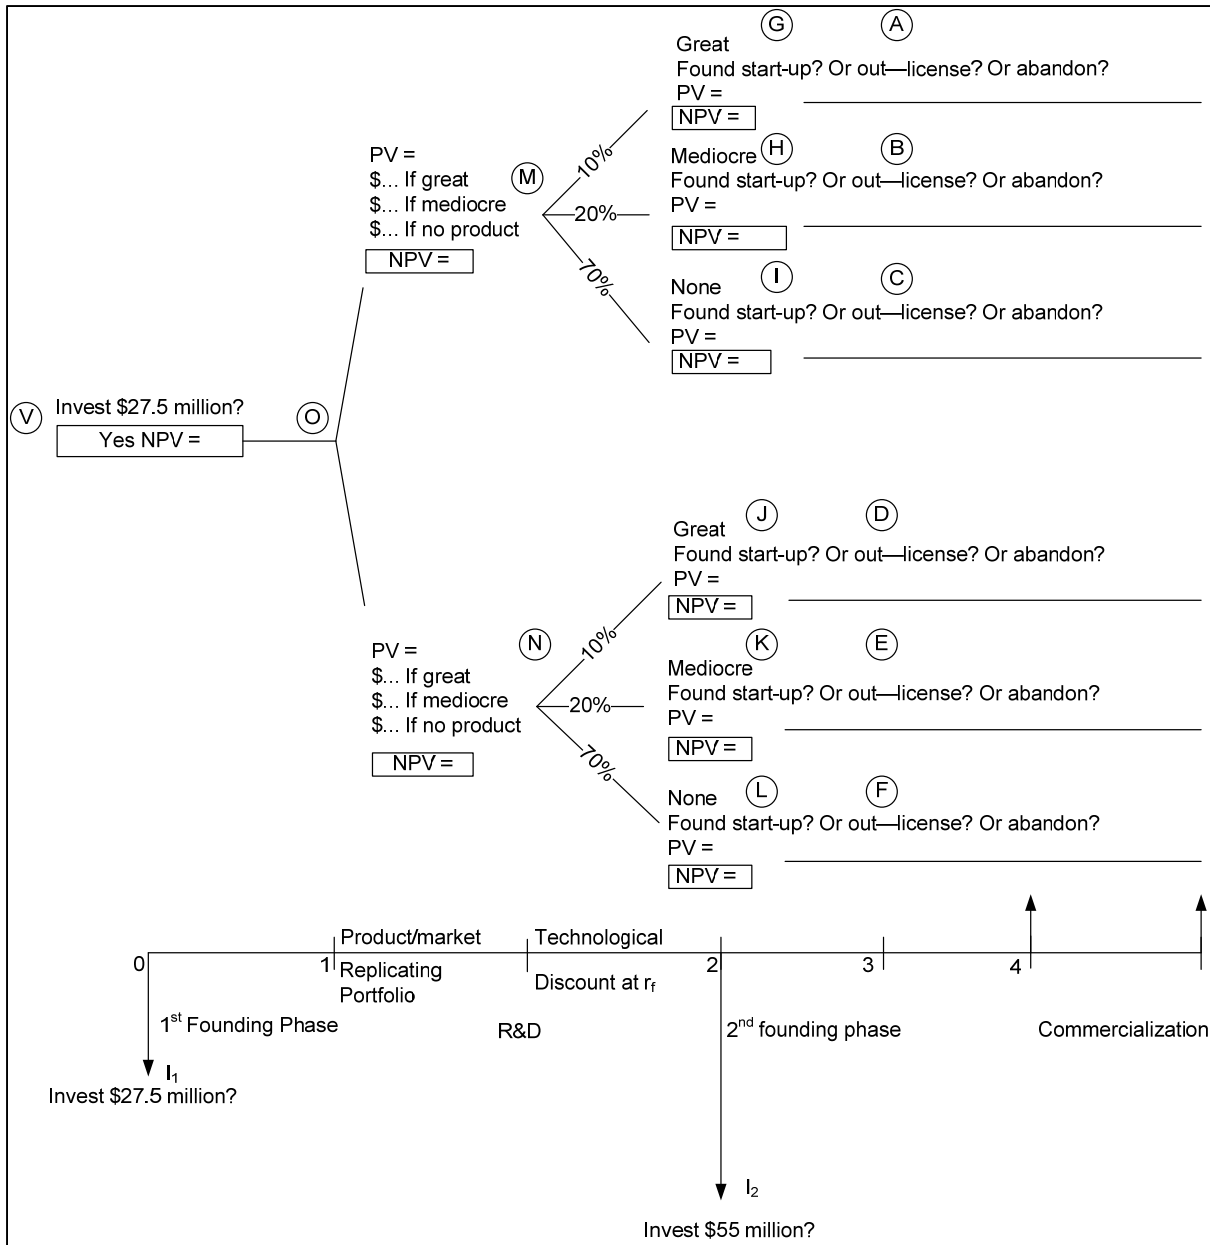 G A
Great
Found start-up? Or out—license? Or abandon?
PV =
NPV =
10%
PV =
$... If great
$... If mediocre
$... If no product
NPV =
M
H B
Mediocre
Found start-up? Or out—license? Or abandon?
PV =
NPV =
20%
70%
I C
None
Found start-up? Or out—license? Or abandon?
PV =
NPV =
V
Invest $27.5 million?
Yes NPV =
O
J D
Great
Found start-up? Or out—license? Or abandon?
PV =
NPV =
10%
PV =
$... If great
$... If mediocre
$... If no product
NPV =
N
K E
Mediocre
Found start-up? Or out—license? Or abandon?
PV =
NPV =
20%
70%
L F
None
Found start-up? Or out—license? Or abandon?
PV =
NPV =
Product/market
Technological
0 1 2 3 4
Replicating
Portfolio
Discount at rf
1st Founding Phase
R&D
2nd founding phase
Commercialization
I1
Invest $27.5 million?
I2
Invest $55 million?